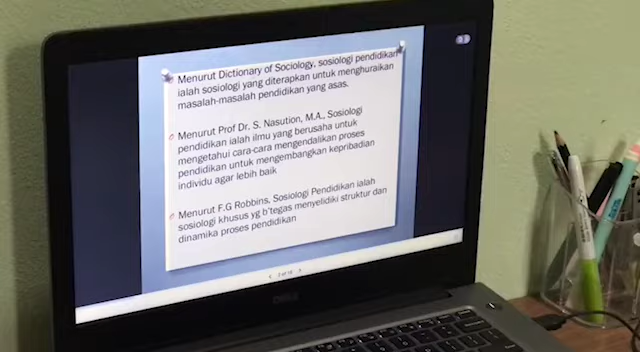 Menurut Dictionary of Sociology, sosiologi pendidikan
ialah sosiologi yang diterapkan untuk menghuraikan
masalah-masalah pendidikan yang asas.
Menurut Prof Dr. S. Nasution, M.A., Sosiologi
pendidikan ialah ilmu yang berusaha untuk
mengetahui cara-cara mengendalikan proses
pendidikan untuk mengembangkan kepribadian
individu agar lebih baik
Menurut F.G Robbins, Sosiologi Pendidikan ialah
sosiologi khusus yg b'tegas menyelidiki struktur dan
dinamika proses pendidikan
DELL